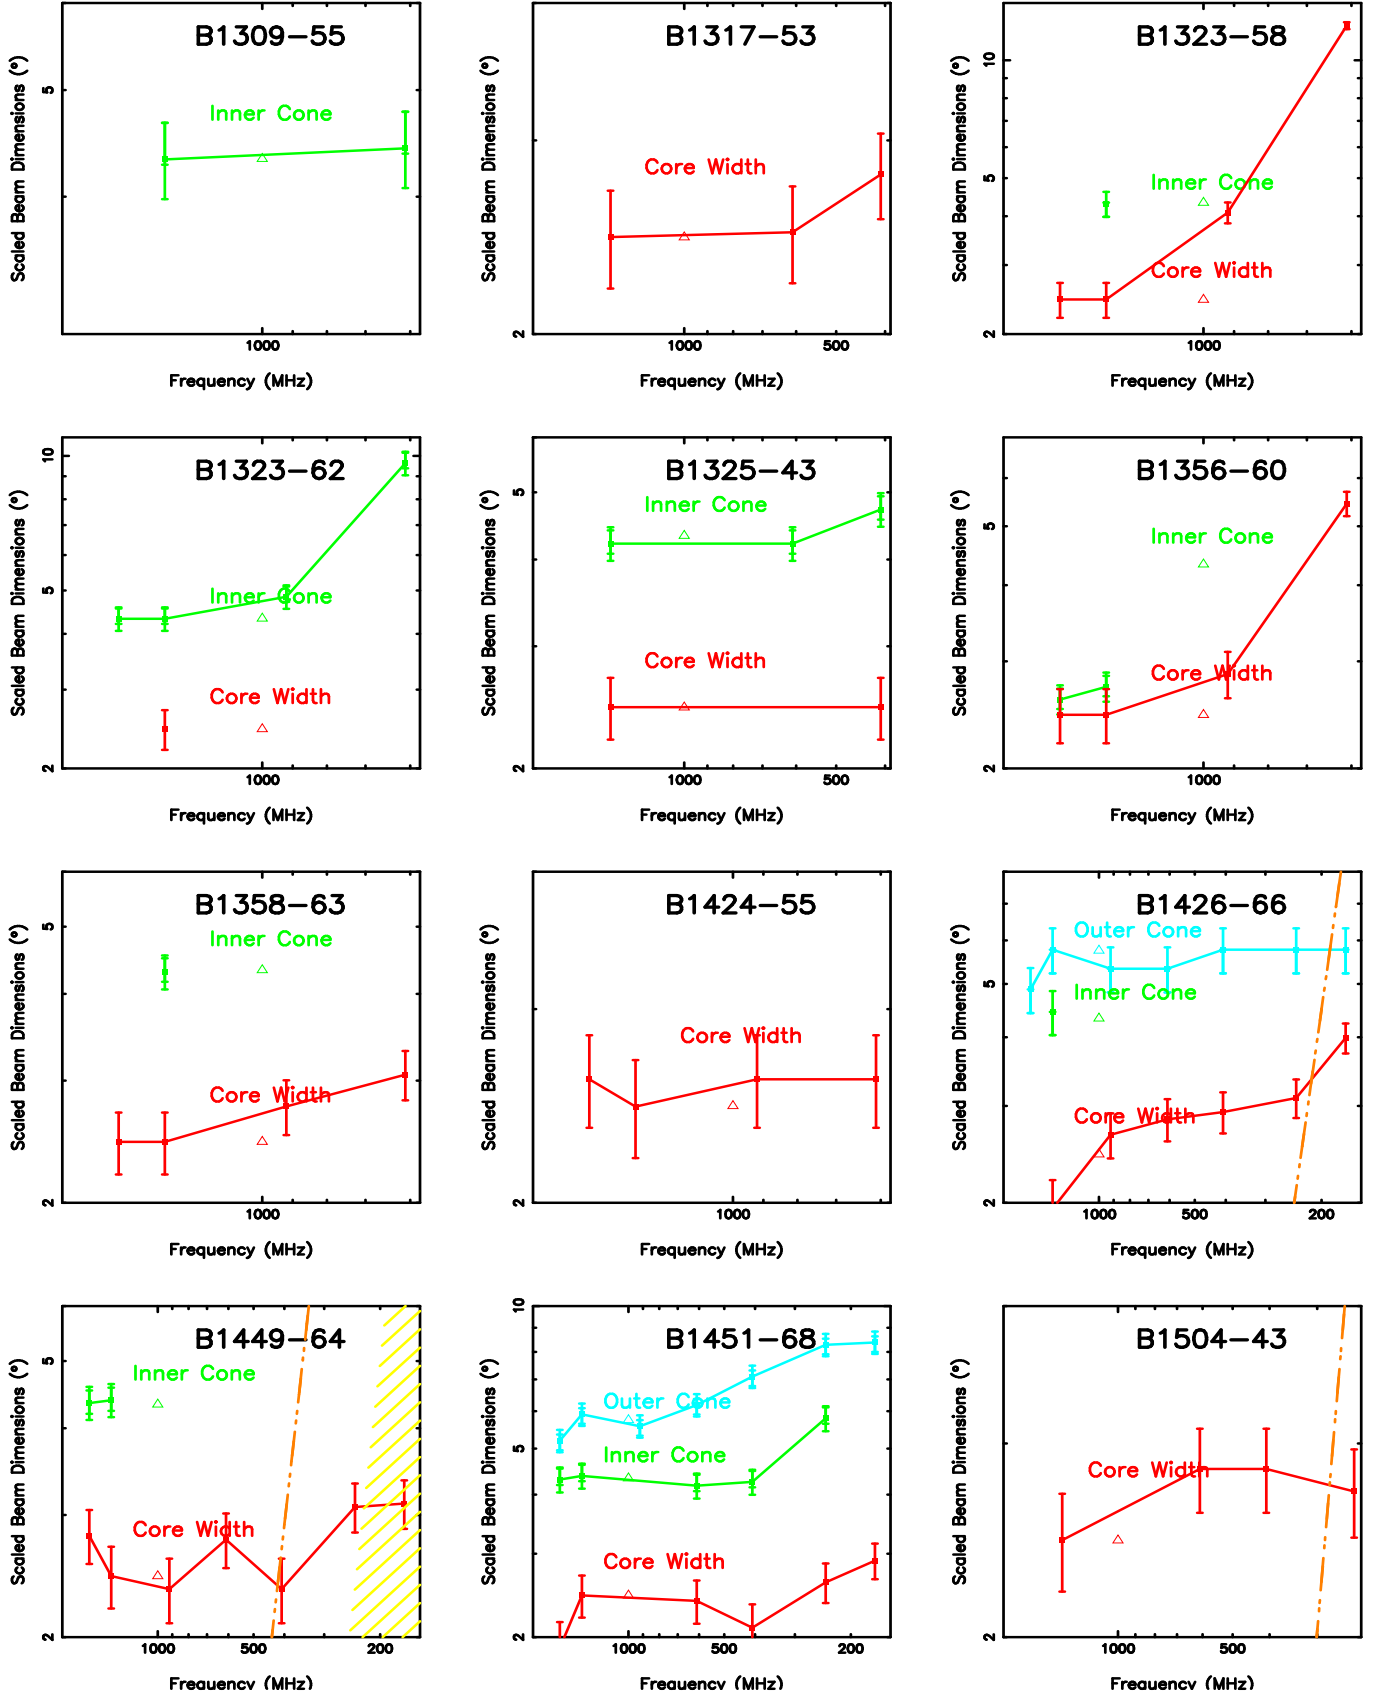 B1309−55
Scaled Beam Dimensions (°)
5
Inner Cone
1000
Frequency (MHz)
B1317−53
Scaled Beam Dimensions (°)
Core Width
2
1000 500
Frequency (MHz)
B1323−58
Scaled Beam Dimensions (°)
10
5
2
Inner Cone
Core Width
1000
Frequency (MHz)
B1323−62
Scaled Beam Dimensions (°)
10
5
2
Inner Cone
Core Width
1000
Frequency (MHz)
B1325−43
Scaled Beam Dimensions (°)
5
2
Inner Cone
Core Width
1000 500
Frequency (MHz)
B1356−60
Scaled Beam Dimensions (°)
5
2
Inner Cone
Core Width
1000
Frequency (MHz)
B1358−63
Scaled Beam Dimensions (°)
5
2
Inner Cone
Core Width
1000
Frequency (MHz)
B1424−55
Scaled Beam Dimensions (°)
2
Core Width
1000
Frequency (MHz)
B1426−66
Scaled Beam Dimensions (°)
5
2
Outer Cone
Inner Cone
Core Width
1000 500 200
Frequency (MHz)
B1449−64
Scaled Beam Dimensions (°)
5
2
Inner Cone
Core Width
1000 500 200
Frequency (MHz)
B1451−68
Scaled Beam Dimensions (°)
10
5
2
Outer Cone
Inner Cone
Core Width
1000 500 200
Frequency (MHz)
B1504−43
Scaled Beam Dimensions (°)
2
Core Width
1000 500
Frequency (MHz)